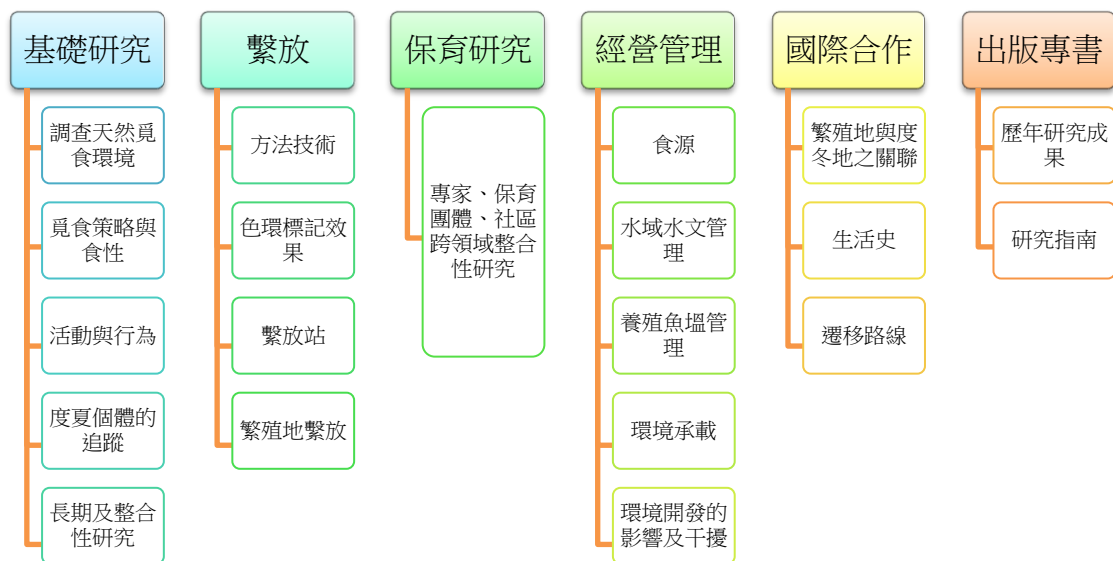 基礎研究
調查天然覓
食環境
覓食策略與
食性
活動與行為
度夏個體的
追蹤
長期及整合
性研究
繫放
方法技術
色環標記效
果
繫放站
繁殖地繫放
保育研究
專家、保育
團體、社區
跨領域整合
性研究
經營管理
食源
水域水文管
理
養殖魚塭管
理
環境承載
環境開發的
影響及干擾
國際合作
繁殖地與度
冬地之關聯
生活史
遷移路線
出版專書
歷年研究成
果
研究指南